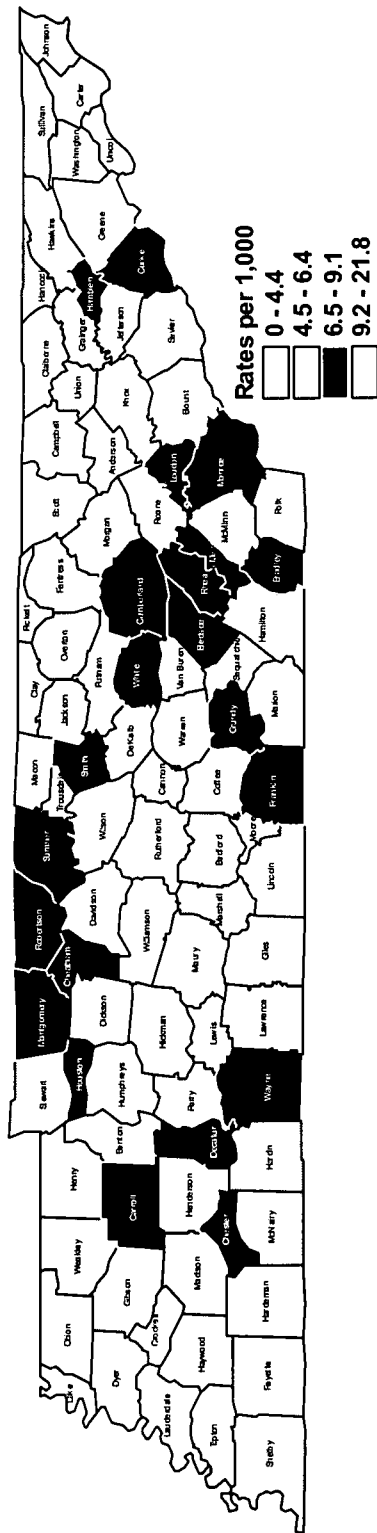 Lake
Obion
Weakley
Henry
Stewart
Montgomery
Robertson
Sumner
Macon
Trousdale
Clay
Pickett
Jackson
Overton
Fentress
Scott
Campbell
Claiborne
Hancock
Hawkins
Sullivan
Johnson
Carter
Washington
Unicoi
Greene
Hamblen
Grainger
Union
Cocke
Jefferson
Sevier
Knox
Anderson
Blount
Loudon
Roane
Morgan
Cumberland
Putnam
White
Smith
DeKalb
Wilson
Davidson
Cheatham
Houston
Dickson
Humphreys
Benton
Carroll
Gibson
Dyer
Crockett
Lauderdale
Haywood
Madison
Henderson
Decatur
Perry
Hickman
Williamson
Rutherford
Cannon
Warren
Van Buren
Bledsoe
Rhea
McMinn
Monroe
Polk
Bradley
Hamilton
Sequatchie
Grundy
Marion
Coffee
Franklin
Moore
Bedford
Marshall
Maury
Lewis
Lincoln
Giles
Lawrence
Wayne
Hardin
Chester
McNairy
Hardeman
Fayette
Tipton
Shelby
Rates per 1,000
0 - 4.4
4.5 - 6.4
6.5 - 9.1
9.2 - 21.8